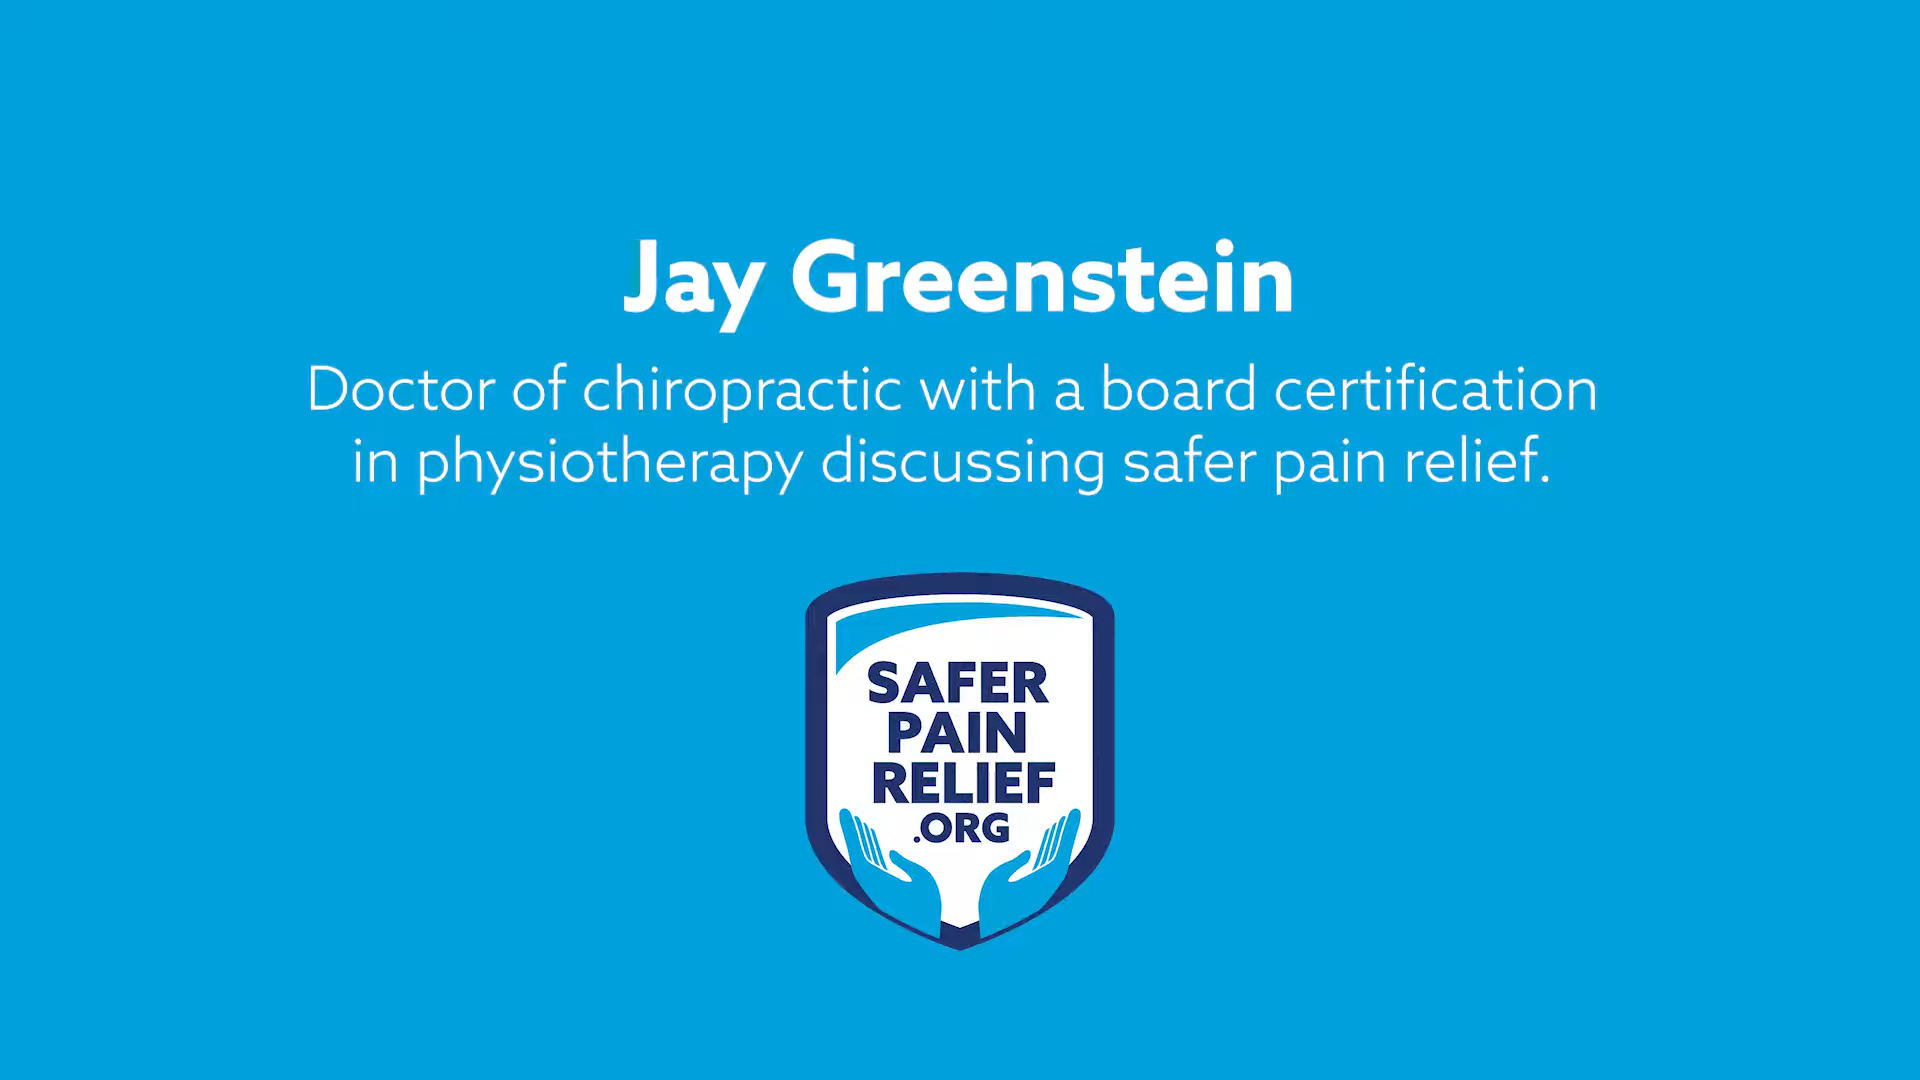 Jay Greenstein
Doctor of chiropractic with a board certification
in physiotherapy discussing safer pain relief.
SAFER
PAIN
RELIEF
.ORG